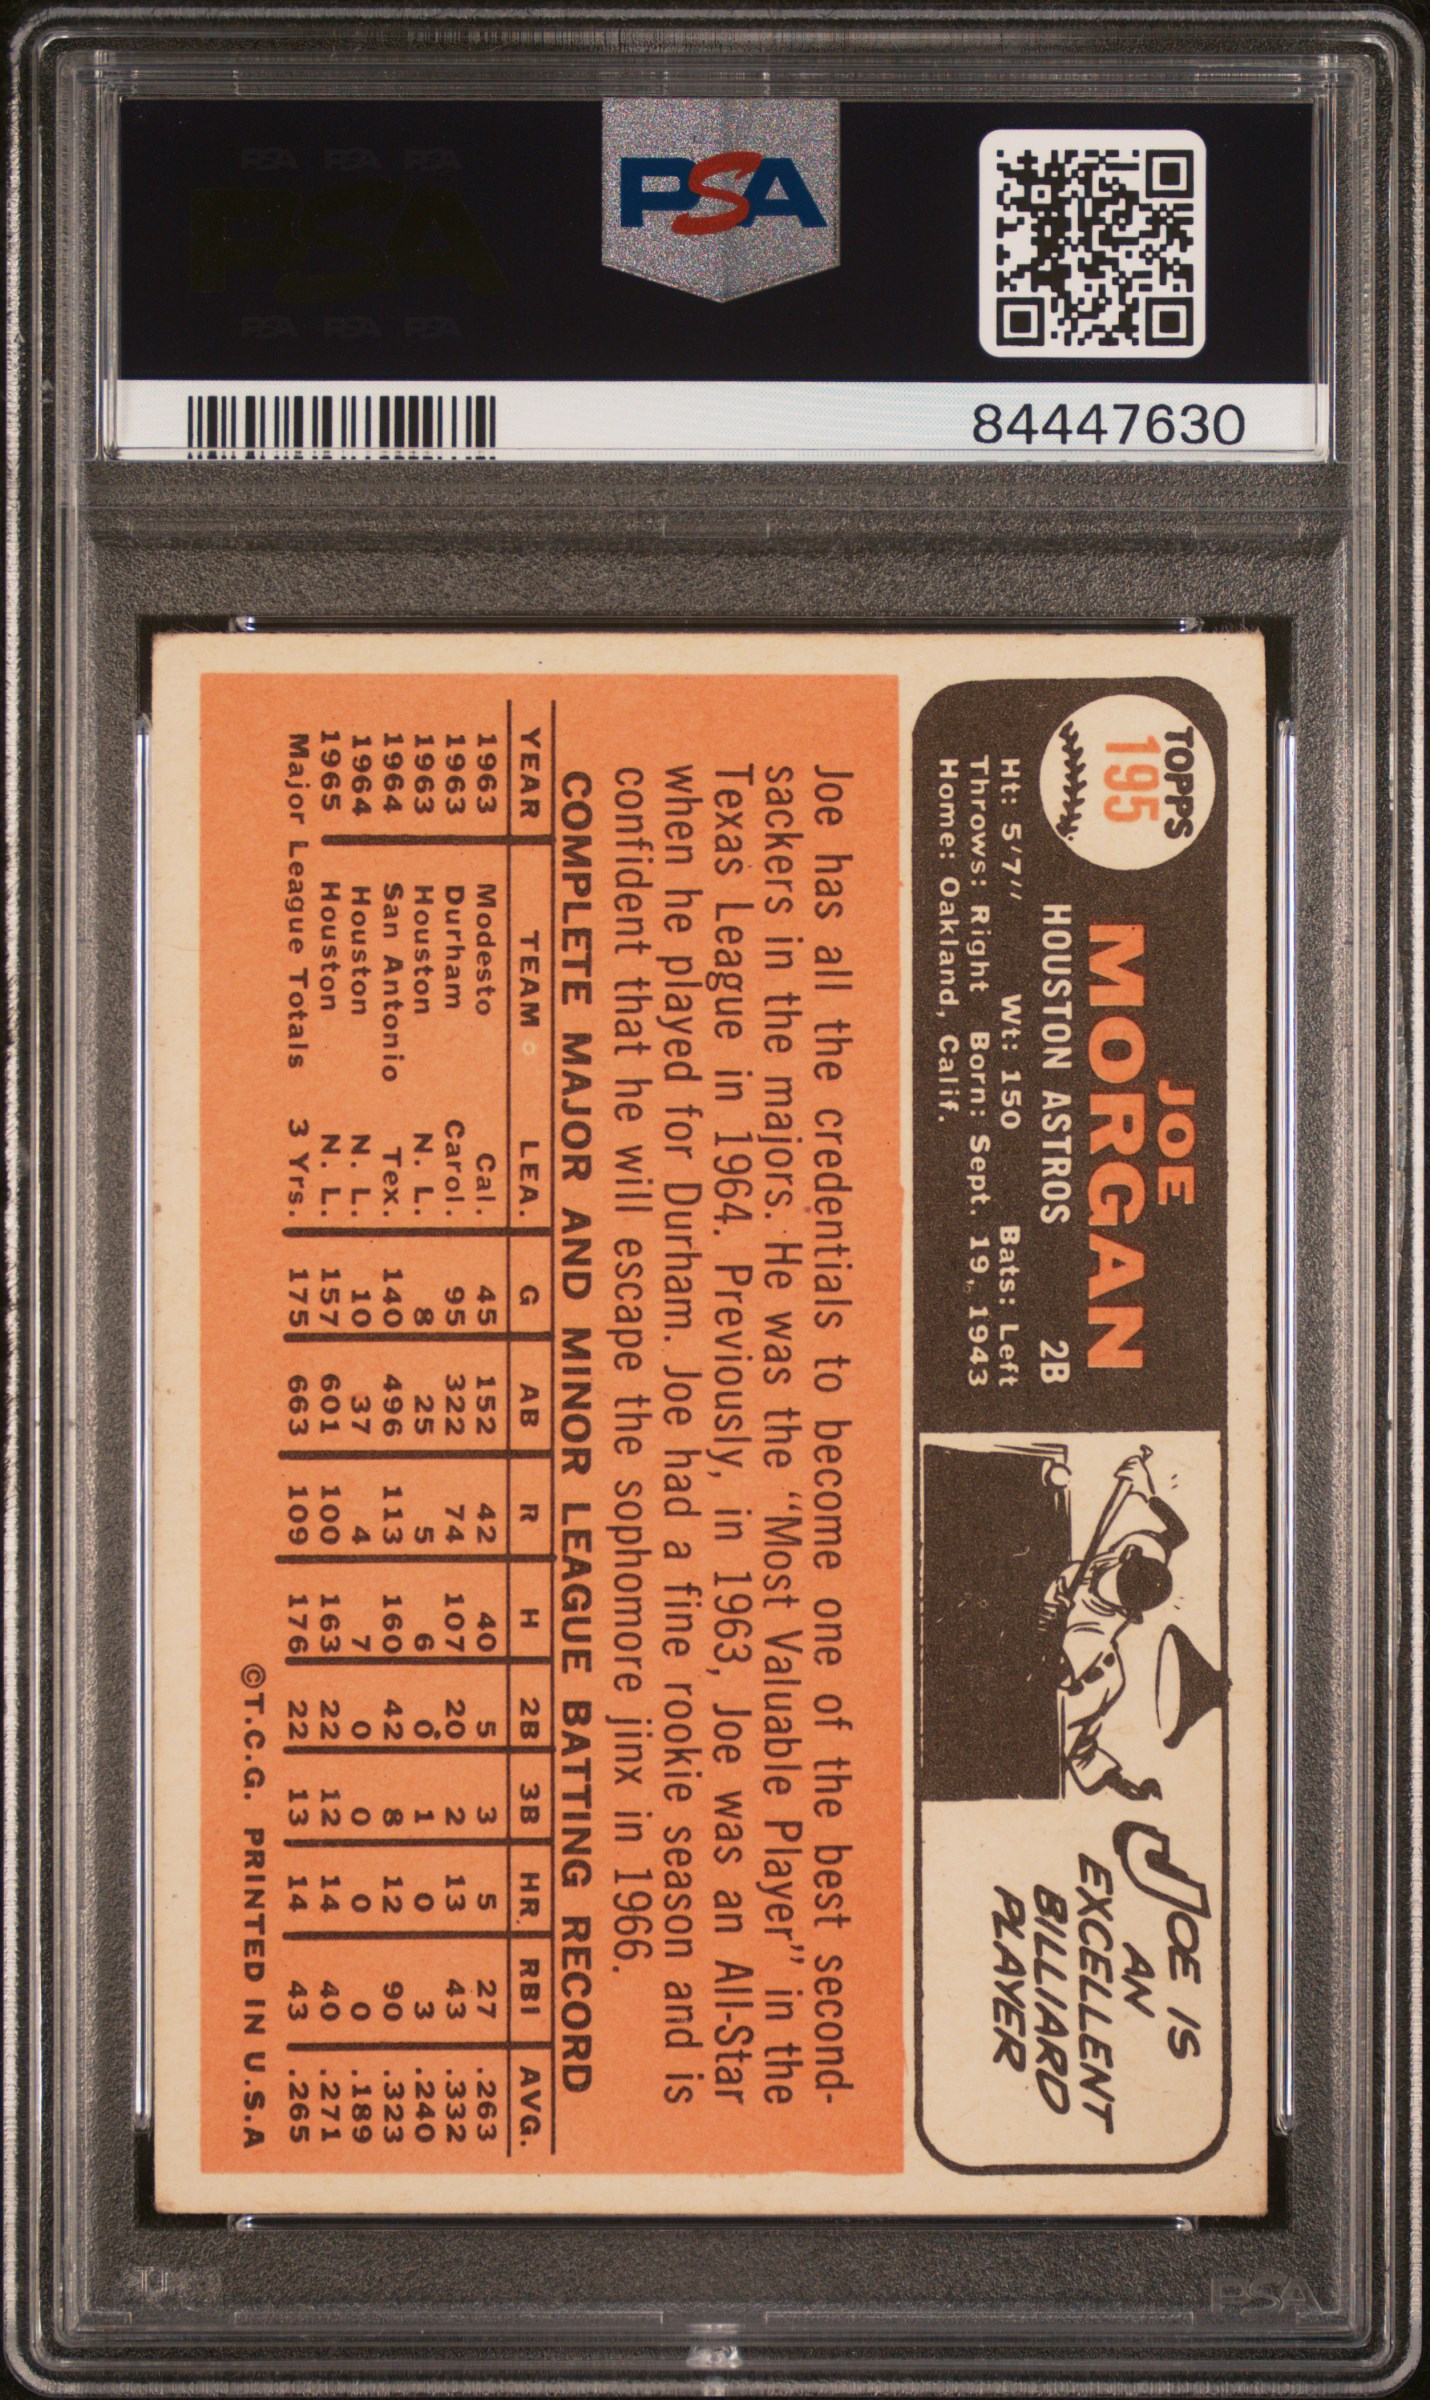 PSA PSA PSA
PSA
PSA PSA PSA
PSA
84447630
TOPPS
195
JOE
MORGAN
HOUSTON ASTROS 2B
Ht: 5'7" Wt: 150 Bats: Left
Throws: Right Born: Sept. 19, 1943
Home: Oakland, Calif.
JOE IS
AN
EXCELLENT
BILLIARD
PLAYER
Joe has all the credentials to become one of the best second-
sackers in the majors. He was the "Most Valuable Player" in the
Texas League in 1964. Previously, in 1963, Joe was an All-Star
when he played for Durham. Joe had a fine rookie season and is
confident that he will escape the sophomore jinx in 1966.
COMPLETE MAJOR AND MINOR LEAGUE BATTING RECORD
YEAR TEAM LEA. G AB R H 2B 3B HR. RBI AVG.
1963 Modesto Cal. 45 152 42 40 5 3 5 27 .263
1963 Durham Carol. 95 322 74 107 20 2 13 43 .332
1963 Houston N. L. 8 25 5 6 0 1 0 3 .240
1964 San Antonio Tex. 140 496 113 160 42 8 12 90 .323
1964 Houston N. L. 10 37 4 7 0 0 0 0 .189
1965 Houston N. L. 157 601 100 163 22 12 14 40 .271
Major League Totals 3 Yrs. 175 663 109 176 22 13 14 43 .265
©T.C.G. PRINTED IN U.S.A
PSA